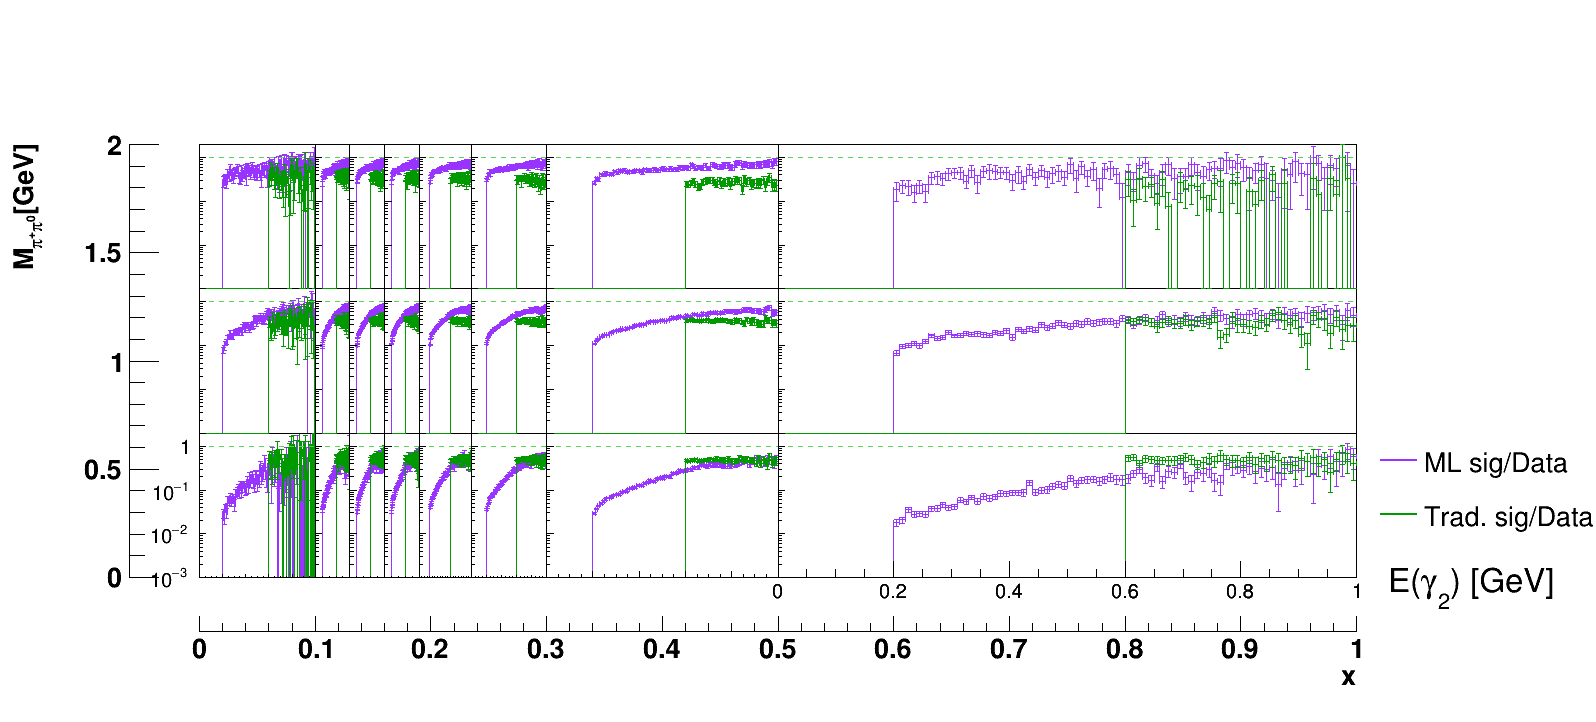 M π⁺π⁰ [GeV]
2
1.5
1
0.5
0
1
10⁻¹
10⁻²
10⁻³
0 0.2 0.4 0.6 0.8 1
E(γ₂) [GeV]
0 0.1 0.2 0.3 0.4 0.5 0.6 0.7 0.8 0.9 1
x
ML sig/Data
Trad. sig/Data